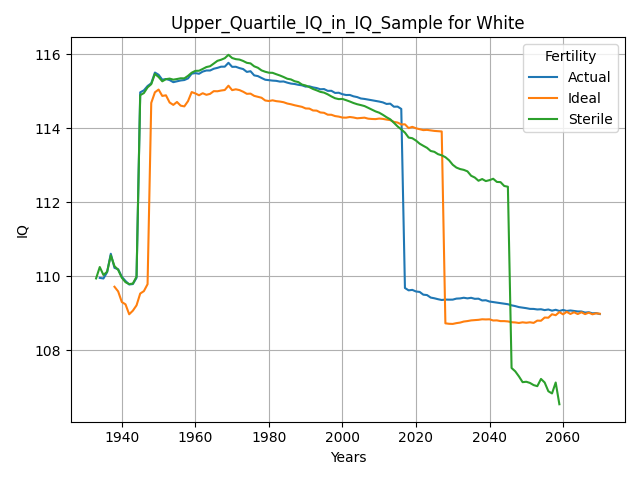 Upper_Quartile_IQ_in_IQ_Sample for White
116
114
112
110
108
IQ
1940
1960
1980
2000
2020
2040
2060
Years
Fertility
Actual
Ideal
Sterile